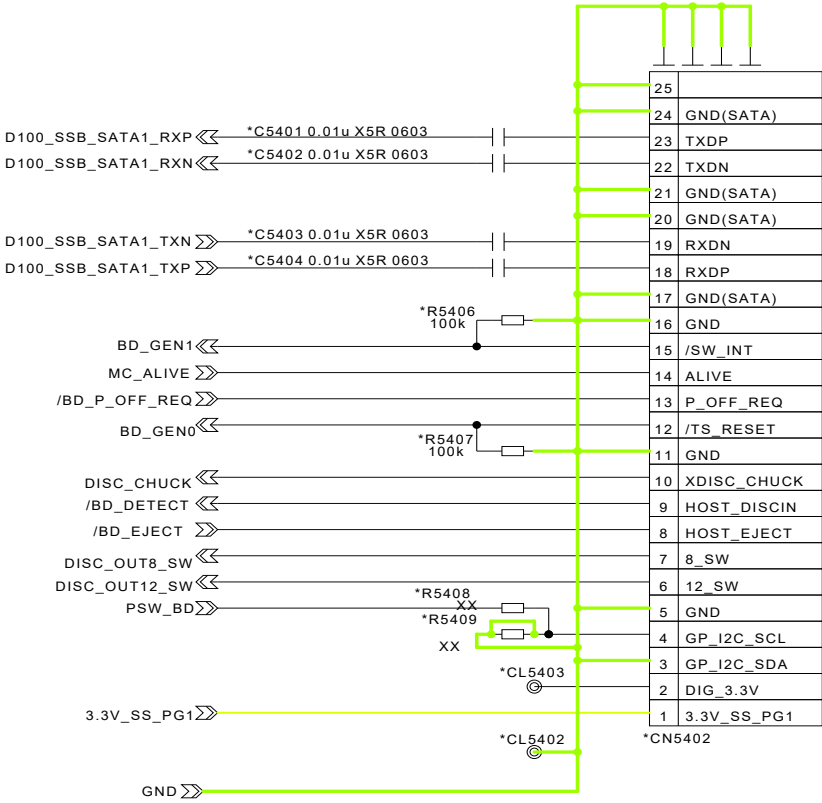 25
24 GND(SATA)
D100_SSB_SATA1_RXP *C5401 0.01u X5R 0603 23 TXDP
D100_SSB_SATA1_RXN *C5402 0.01u X5R 0603 22 TXDN
21 GND(SATA)
20 GND(SATA)
D100_SSB_SATA1_TXN *C5403 0.01u X5R 0603 19 RXDN
D100_SSB_SATA1_TXP *C5404 0.01u X5R 0603 18 RXDP
17 GND(SATA)
*R5406
100k 16 GND
BD_GEN1 15 /SW_INT
MC_ALIVE 14 ALIVE
/BD_P_OFF_REQ 13 P_OFF_REQ
BD_GEN0 12 /TS_RESET
*R5407
100k 11 GND
DISC_CHUCK 10 XDISC_CHUCK
/BD_DETECT 9 HOST_DISCIN
/BD_EJECT 8 HOST_EJECT
DISC_OUT8_SW 7 8_SW
DISC_OUT12_SW 6 12_SW
*R5408
PSW_BD XX 5 GND
*R5409
XX 4 GP_I2C_SCL
3 GP_I2C_SDA
*CL5403 2 DIG_3.3V
3.3V_SS_PG1 1 3.3V_SS_PG1
*CL5402 *CN5402
GND